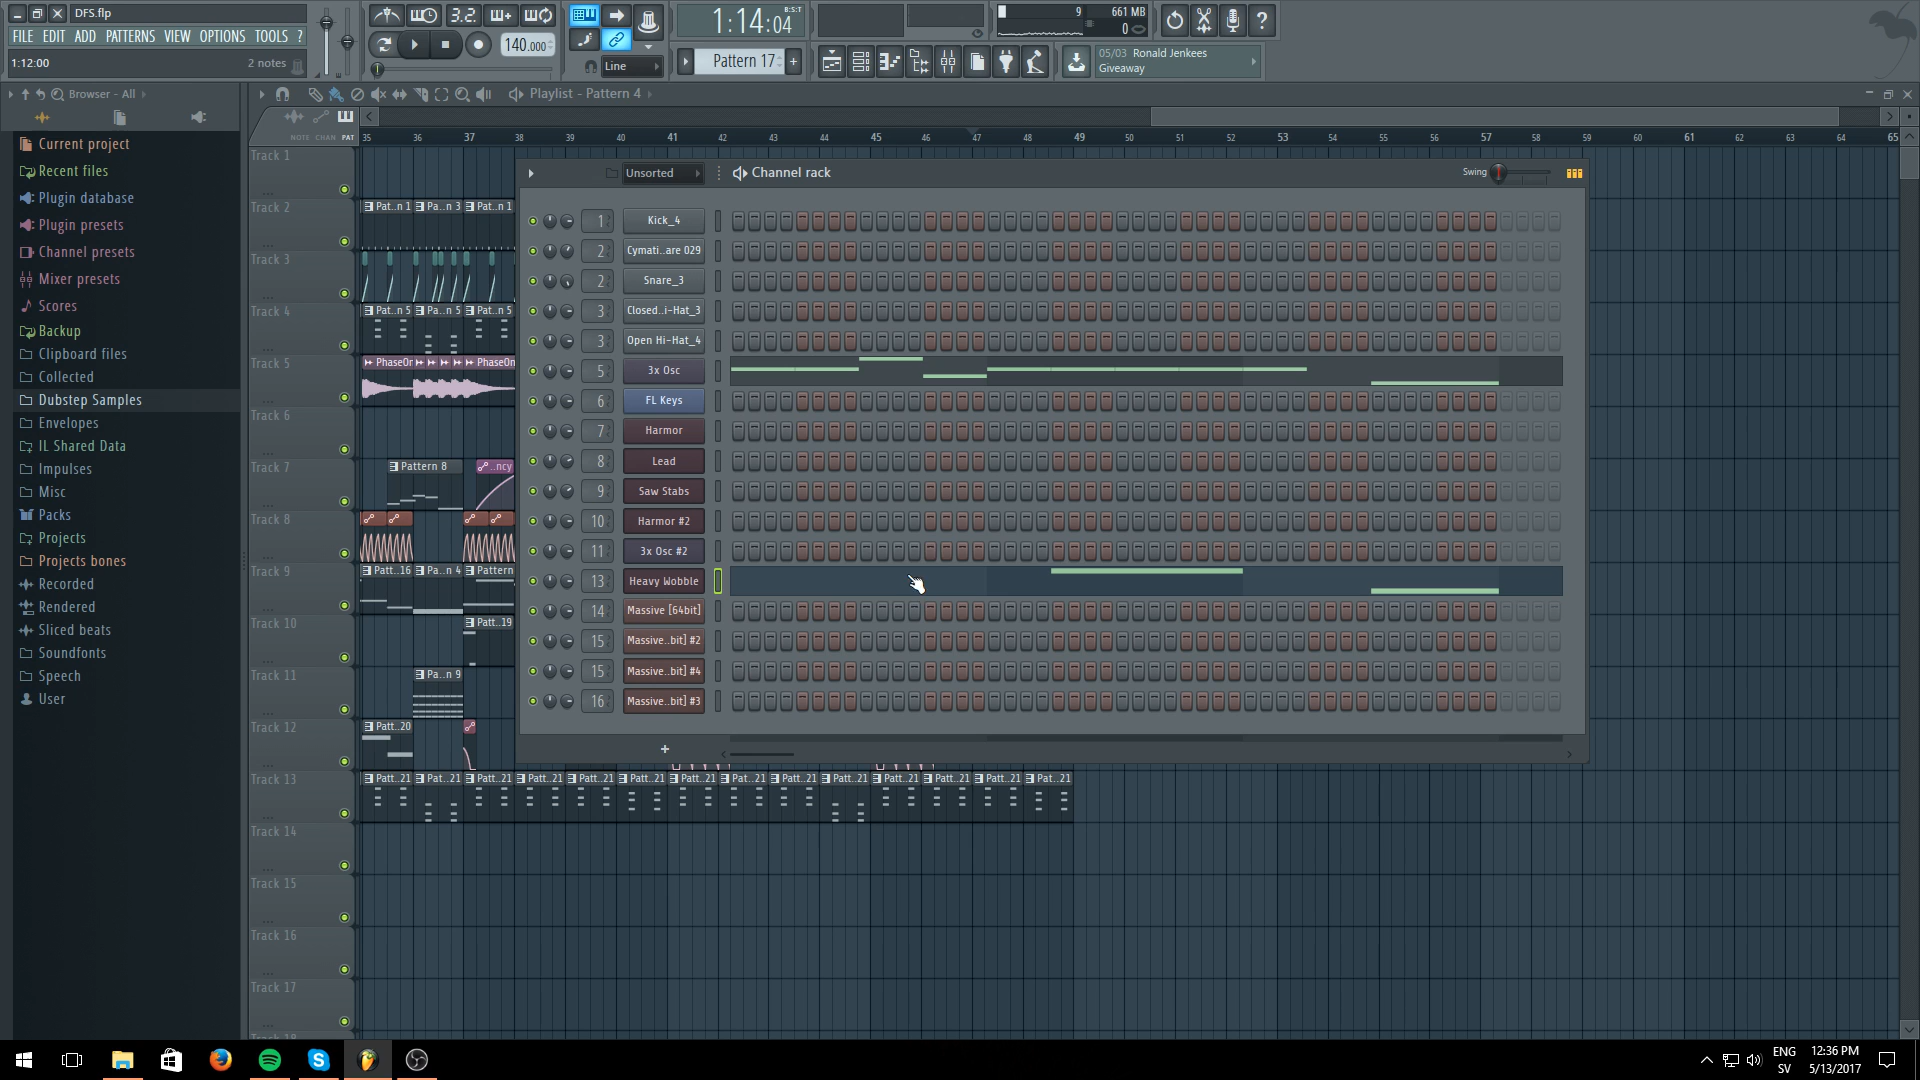 DFS.flp
FILE EDIT ADD PATTERNS VIEW OPTIONS TOOLS ?
1:12:00 2 notes
3.2.
140.000
Line
1:14:04
B:S:T
Pattern 17
9 661 MB
0
05/03 Ronald Jenkees
Giveaway
Browser - All
Current project
Recent files
Plugin database
Plugin presets
Channel presets
Mixer presets
Scores
Backup
Clipboard files
Collected
Dubstep Samples
Envelopes
IL Shared Data
Impulses
Misc
Packs
Projects
Projects bones
Recorded
Rendered
Sliced beats
Soundfonts
Speech
User
Playlist - Pattern 4
NOTE CHAN PAT
35 36 37 38 39 40 41 42 43 44 45 46 47 48 49 50 51 52 53 54 55 56 57 58 59 60 61 62 63 64 65
Track 1
Track 2
Pat..n 1 Pa..n 3 Pat..n 1
Track 3
Track 4
Pat..n 5 Pa..n 5 Pat..n 5
Track 5
PhaseOn PhaseOn
Track 6
Track 7
Pattern 8 ..ncy
Track 8
Track 9
Patt..16 Pa..n 4 Pattern
Track 10
Patt..19
Track 11
Pa..n 9
Track 12
Patt..20
Track 13
Patt..21 Pat..21 Patt..21 Patt..21 Patt..21 Patt..21 Patt..21 Patt..21 Patt..21 Patt..21 Patt..21 Patt..21 Patt..21 Pat..21
Track 14
Track 15
Track 16
Track 17
Unsorted
Channel rack
Swing
1 Kick_4
2 Cymati..are 029
2 Snare_3
3 Closed..i-Hat_3
3 Open Hi-Hat_4
5 3x Osc
6 FL Keys
7 Harmor
8 Lead
9 Saw Stabs
10 Harmor #2
11 3x Osc #2
13 Heavy Wobble
14 Massive [64bit]
15 Massive..bit] #2
15 Massive..bit] #4
16 Massive..bit] #3
+
ENG
SV
12:36 PM
5/13/2017